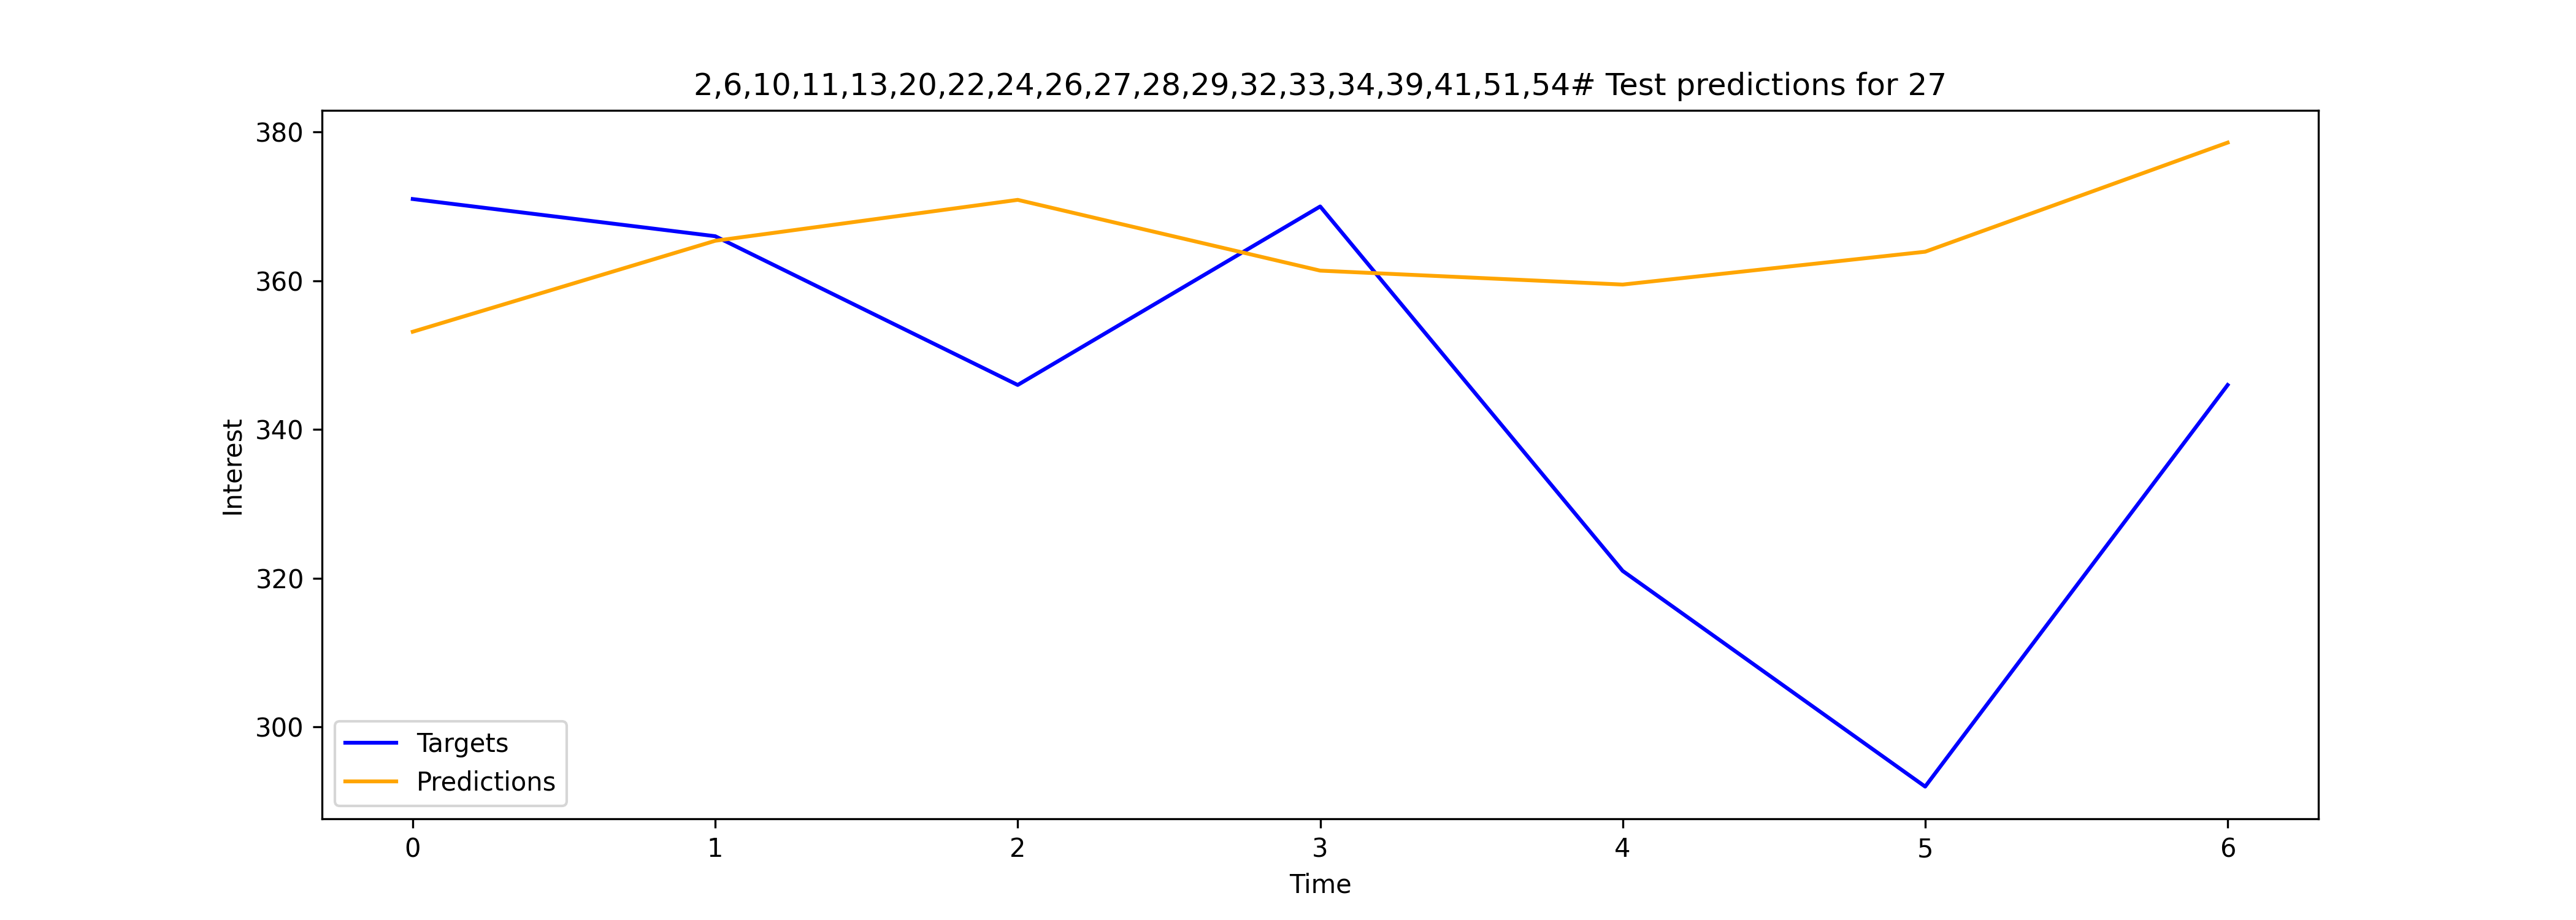 2,6,10,11,13,20,22,24,26,27,28,29,32,33,34,39,41,51,54# Test predictions for 27
380
360
340
320
300
Interest
Targets
Predictions
0 1 2 3 4 5 6
Time